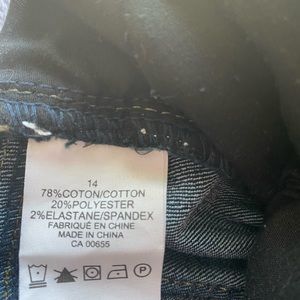 14
78%COTON/COTTON
20%POLYESTER
2%ELASTANE/SPANDEX
FABRIQUÉ EN CHINE
MADE IN CHINA
CA 00655